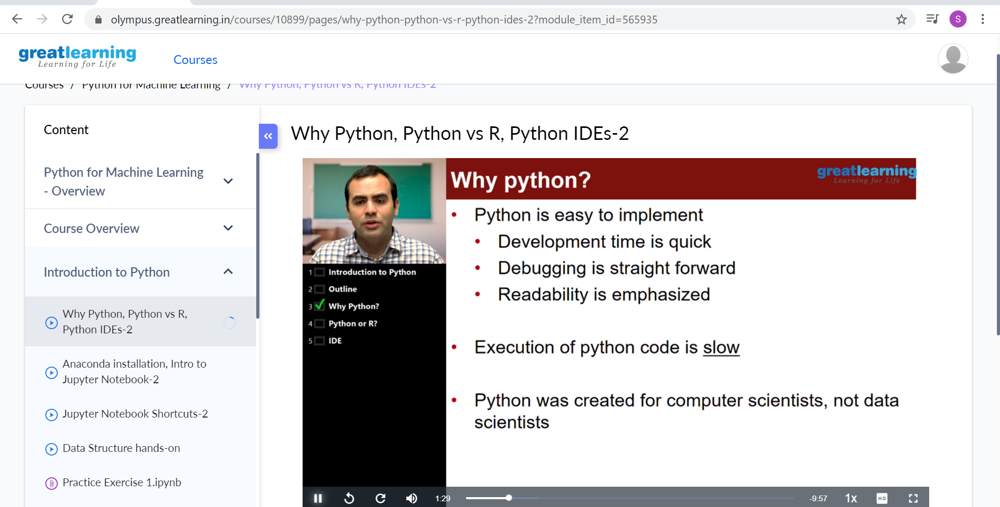 olympus.greatlearning.in/courses/10899/pages/why-python-python-vs-r-python-ides-2?module_item_id=565935
S
greatlearning
Learning for Life
Courses
Courses / Python for Machine Learning / Why Python, Python vs R, Python IDEs-2
Content
Python for Machine Learning
- Overview
Course Overview
Introduction to Python
Why Python, Python vs R,
Python IDEs-2
Anaconda installation, Intro to
Jupyter Notebook-2
Jupyter Notebook Shortcuts-2
Data Structure hands-on
Practice Exercise 1.ipynb
Why Python, Python vs R, Python IDEs-2
Why python?
greatlearning
Learning for Life
1 Introduction to Python
2 Outline
3 Why Python?
4 Python or R?
5 IDE
• Python is easy to implement
• Development time is quick
• Debugging is straight forward
• Readability is emphasized
• Execution of python code is slow
• Python was created for computer scientists, not data
scientists
1:29
-9:57
1x
HD